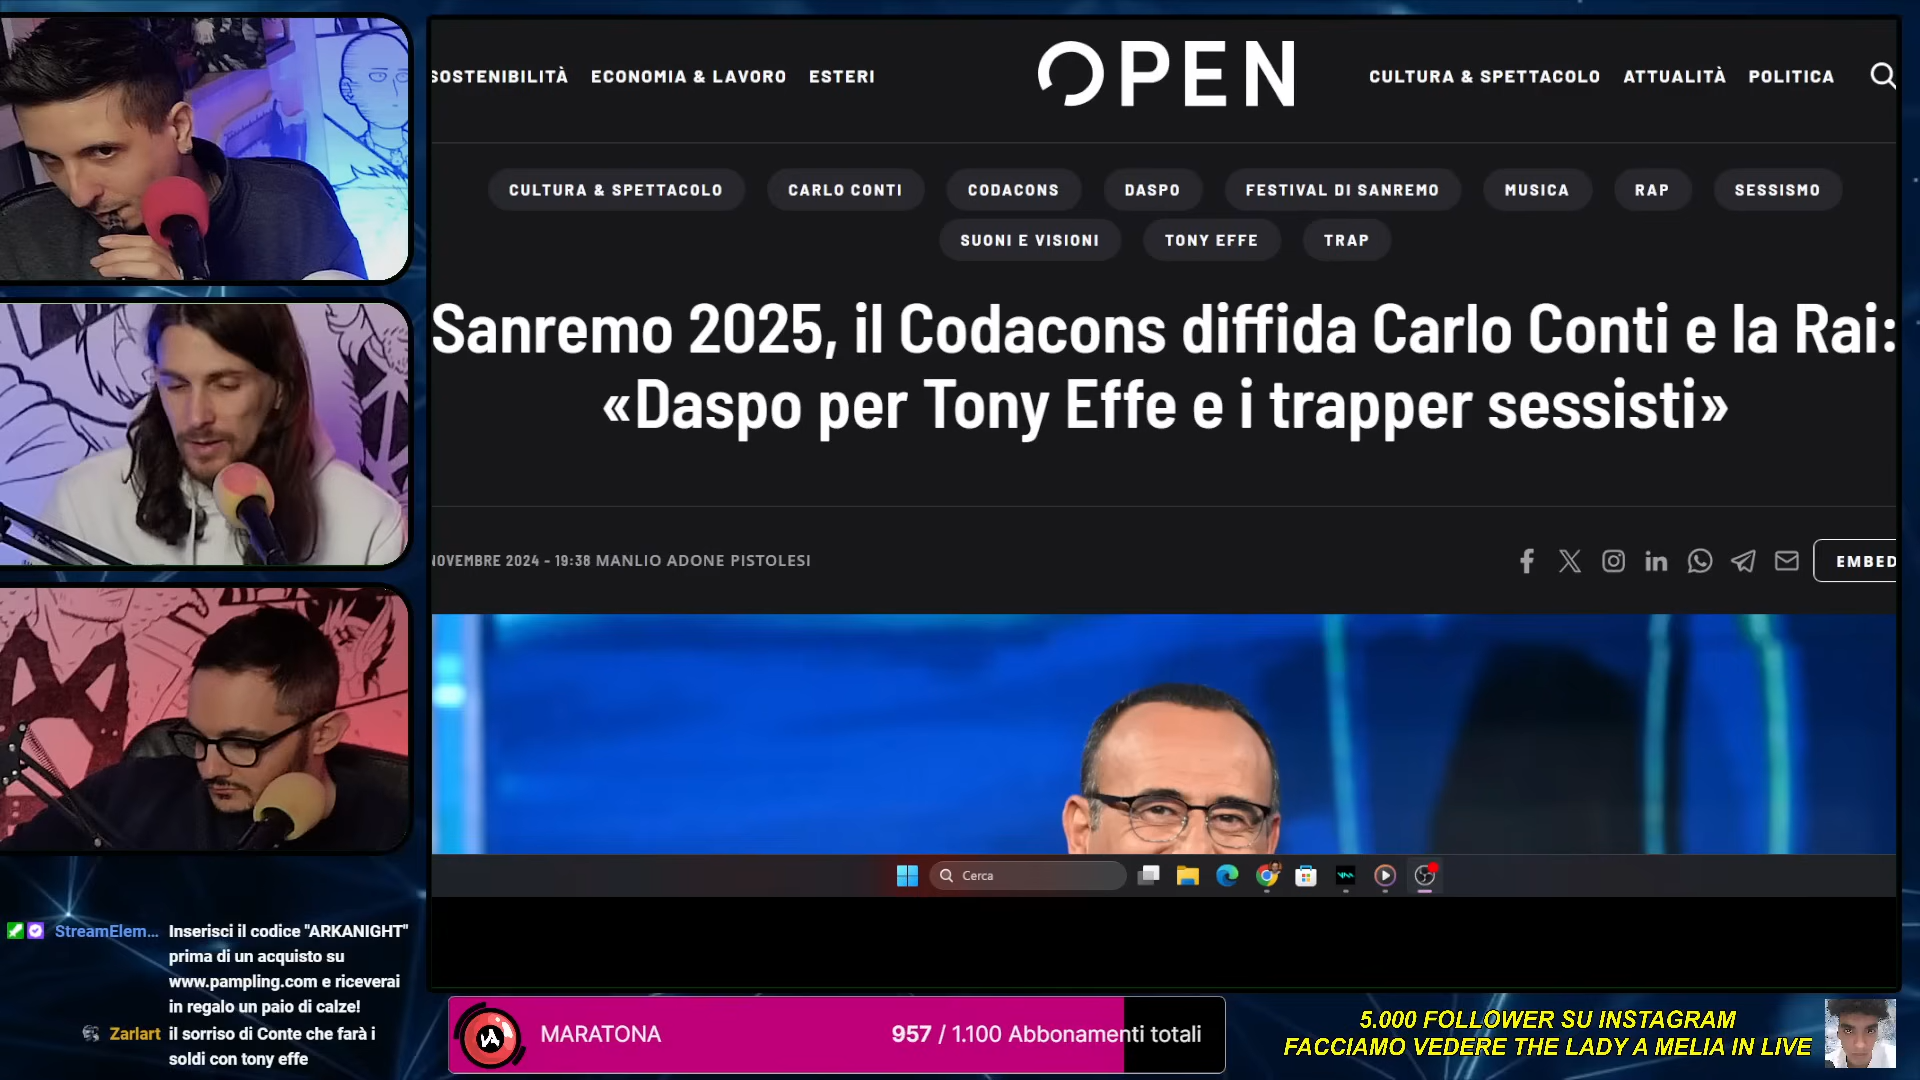 SOSTENIBILITÀ ECONOMIA & LAVORO ESTERI OPEN CULTURA & SPETTACOLO ATTUALITÀ POLITICA
CULTURA & SPETTACOLO CARLO CONTI CODACONS DASPO FESTIVAL DI SANREMO MUSICA RAP SESSISMO
SUONI E VISIONI TONY EFFE TRAP
Sanremo 2025, il Codacons diffida Carlo Conti e la Rai:
«Daspo per Tony Effe e i trapper sessisti»
NOVEMBRE 2024 - 19:38 MANLIO ADONE PISTOLESI
EMBED
Cerca
StreamElem... Inserisci il codice "ARKANIGHT"
prima di un acquisto su
www.pampling.com e riceverai
in regalo un paio di calze!
Zarlart il sorriso di Conte che farà i
soldi con tony effe
MARATONA 957 / 1.100 Abbonamenti totali
5.000 FOLLOWER SU INSTAGRAM
FACCIAMO VEDERE THE LADY A MELIA IN LIVE